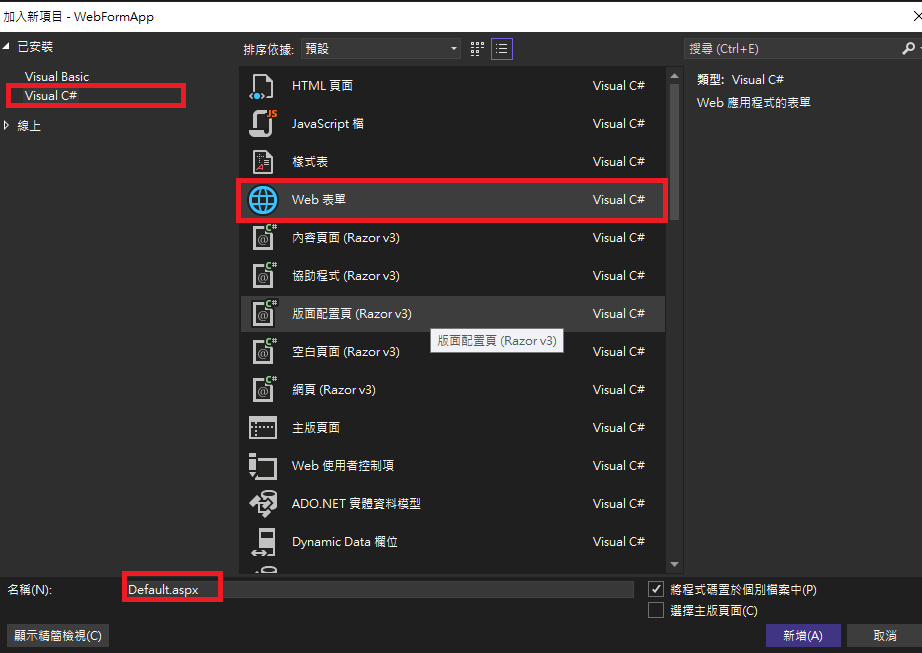 加入新項目 - WebFormApp
已安裝
Visual Basic
Visual C#
線上
排序依據: 預設
搜尋 (Ctrl+E)
HTML 頁面 Visual C#
JavaScript 檔 Visual C#
樣式表 Visual C#
Web 表單 Visual C#
內容頁面 (Razor v3) Visual C#
協助程式 (Razor v3) Visual C#
版面配置頁 (Razor v3) Visual C#
版面配置頁 (Razor v3)
空白頁面 (Razor v3) Visual C#
網頁 (Razor v3) Visual C#
主版頁面 Visual C#
Web 使用者控制項 Visual C#
ADO.NET 實體資料模型 Visual C#
Dynamic Data 欄位 Visual C#
類型: Visual C#
Web 應用程式的表單
名稱(N): Default.aspx
將程式碼置於個別檔案中(P)
選擇主版頁面(C)
顯示精簡檢視(C)
新增(A)
取消